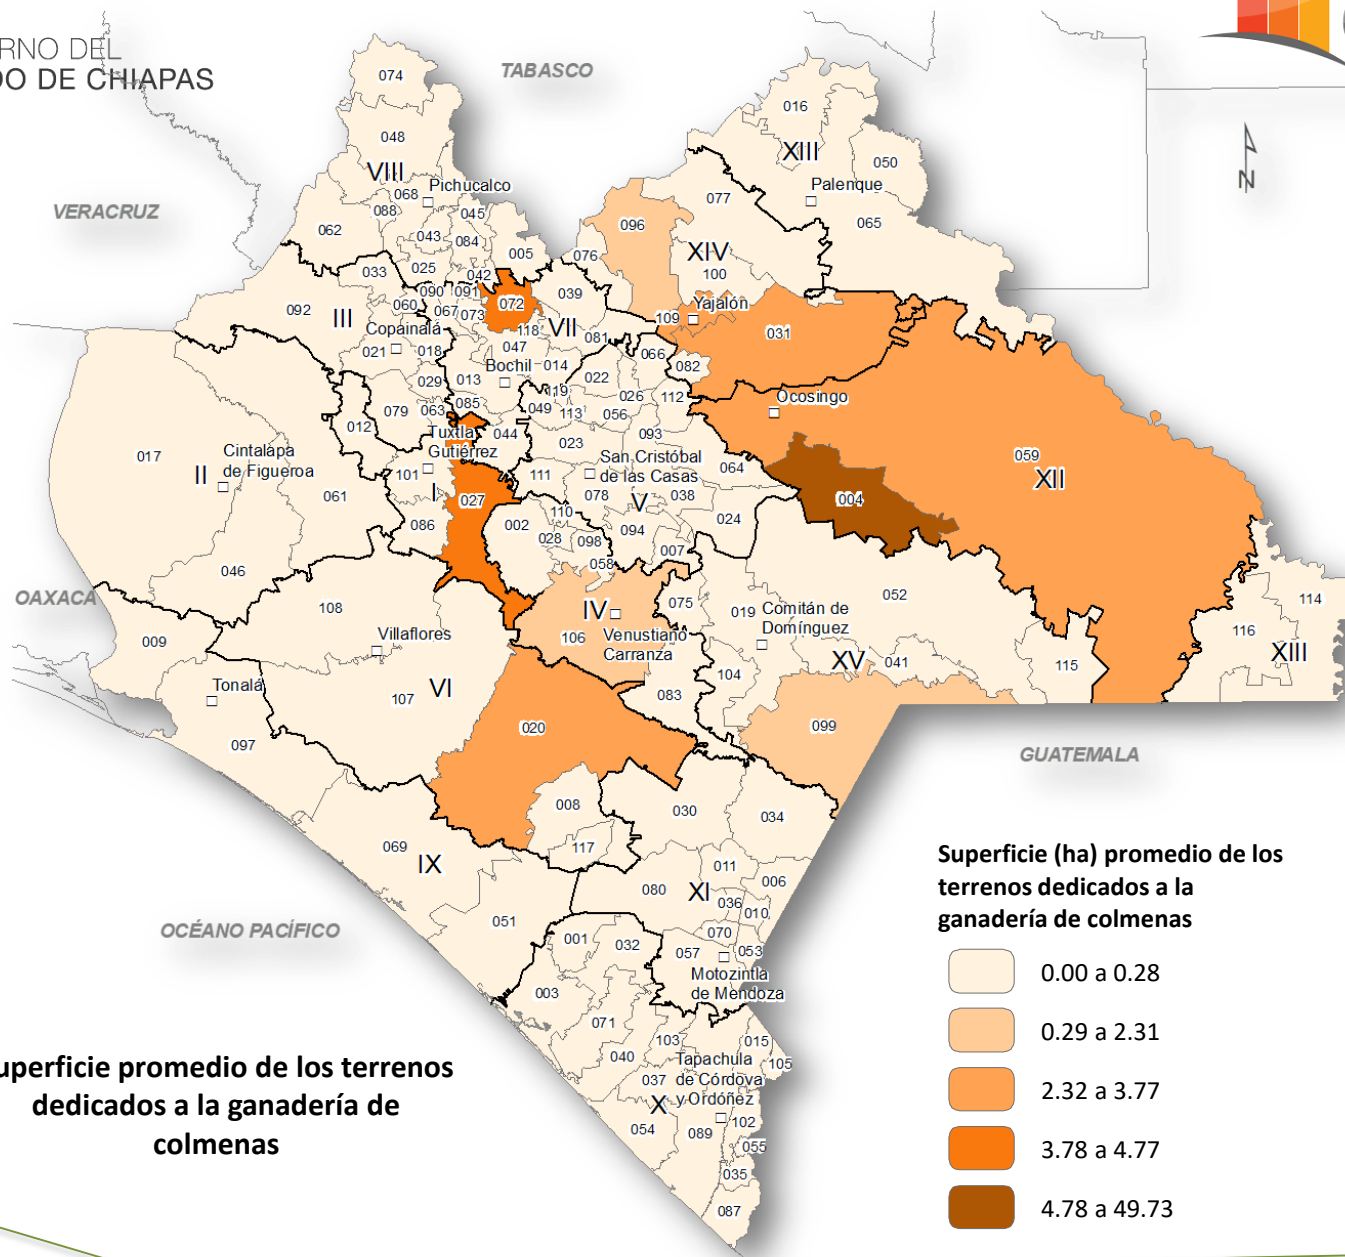 RNO DEL
DO DE CHIAPAS
TABASCO
VERACRUZ
OAXACA
OCÉANO PACÍFICO
GUATEMALA
N
074
048
VIII
068
Pichucalco
088
045
062
043
084
005
025
042
033
090
091
072
092
III
060
067
073
118
Copainalá
021
018
047
Bochil
029
013
079
063
085
012
039
VII
081
014
076
096
016
XIII
050
Palenque
077
065
XIV
100
Yajalón
109
031
066
082
022
119
026
112
049
113
056
044
023
093
Tuxtla
Gutiérrez
101
I
027
086
017
II
Cintalapa
de Figueroa
061
046
111
San Cristóbal
de las Casas
064
078
V
038
110
002
028
098
094
024
058
007
Ocosingo
059
XII
004
052
114
116
XIII
115
108
009
Villaflores
107
VI
Tonalá
097
IV
106
Venustiano
Carranza
075
019
Comitán de
Domínguez
XV
041
104
083
020
099
008
117
030
034
069
IX
051
080
XI
011
006
036
010
070
057
053
Motozintla
de Mendoza
001
032
003
071
103
015
040
105
Tapachula
de Córdova
y Ordóñez
037
X
054
089
102
055
035
087
Superficie (ha) promedio de los
terrenos dedicados a la
ganadería de colmenas
0.00 a 0.28
0.29 a 2.31
2.32 a 3.77
3.78 a 4.77
4.78 a 49.73
uperficie promedio de los terrenos
dedicados a la ganadería de
colmenas